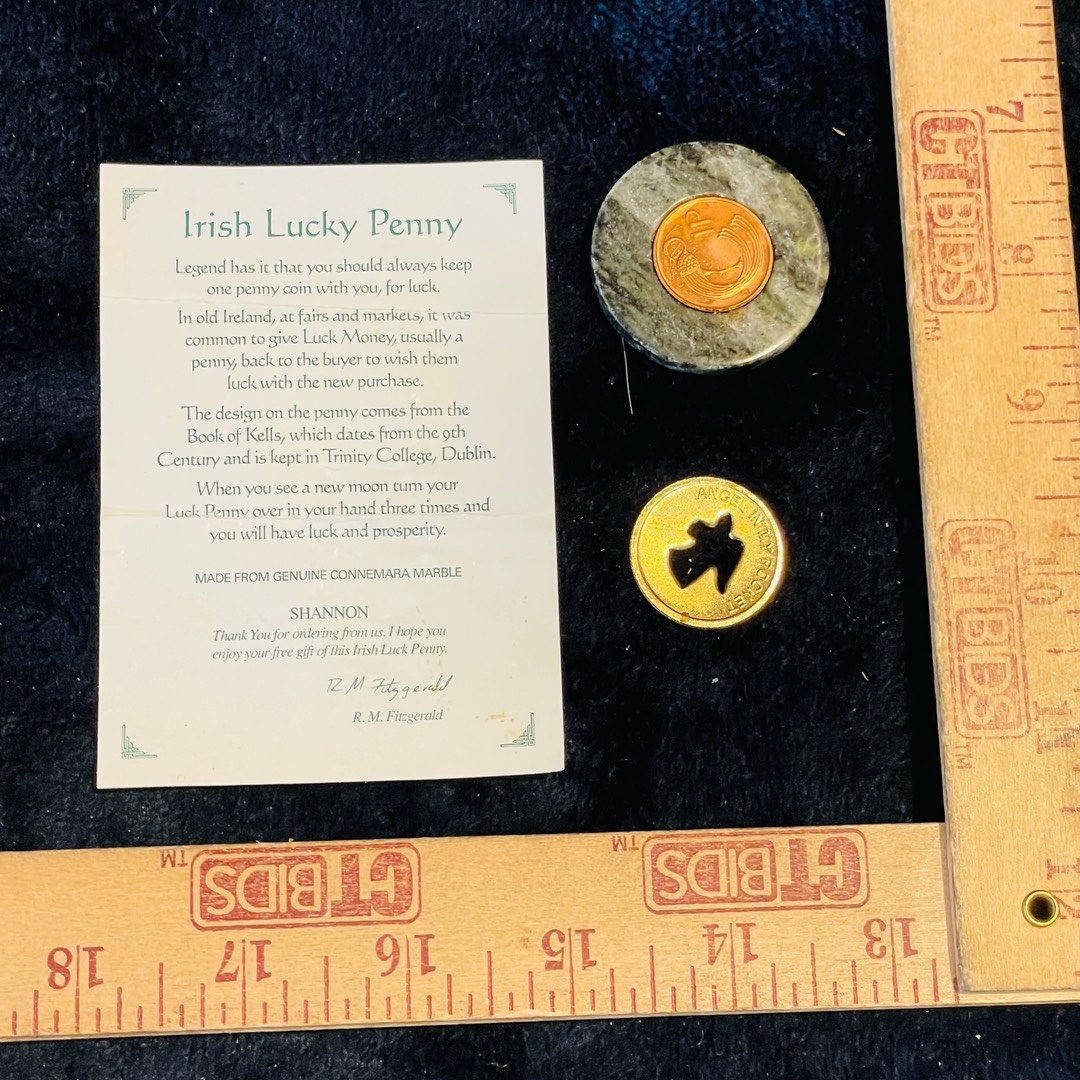 Irish Lucky Penny
Legend has it that you should always keep
one penny coin with you, for luck.
In old Ireland, at fairs and markets, it was
common to give Luck Money, usually a
penny, back to the buyer to wish them
luck with the new purchase.
The design on the penny comes from the
Book of Kells, which dates from the 9th
Century and is kept in Trinity College, Dublin.
When you see a new moon turn your
Luck Penny over in your hand three times and
you will have luck and prosperity.
MADE FROM GENUINE CONNEMARA MARBLE
SHANNON
Thank You for ordering from us. I hope you
enjoy your free gift of this Irish Luck Penny.
R M Fitzgerald
R. M. Fitzgerald
1P
ANGEL IN MY POCKET
7
CTBIDS™
8
9
10
CTBIDS™
11
12
CTBIDS™
CTBIDS™
18
17
16
15
14
13